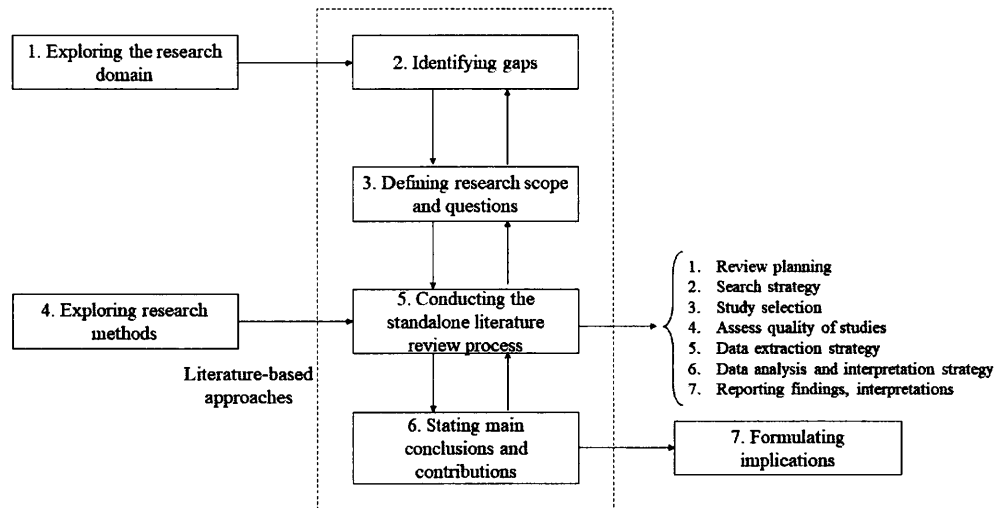 1. Exploring the research
domain
2. Identifying gaps
3. Defining research scope
and questions
4. Exploring research
methods
5. Conducting the
standalone literature
review process
Literature-based
approaches
1. Review planning
2. Search strategy
3. Study selection
4. Assess quality of studies
5. Data extraction strategy
6. Data analysis and interpretation strategy
7. Reporting findings, interpretations
6. Stating main
conclusions and
contributions
7. Formulating
implications